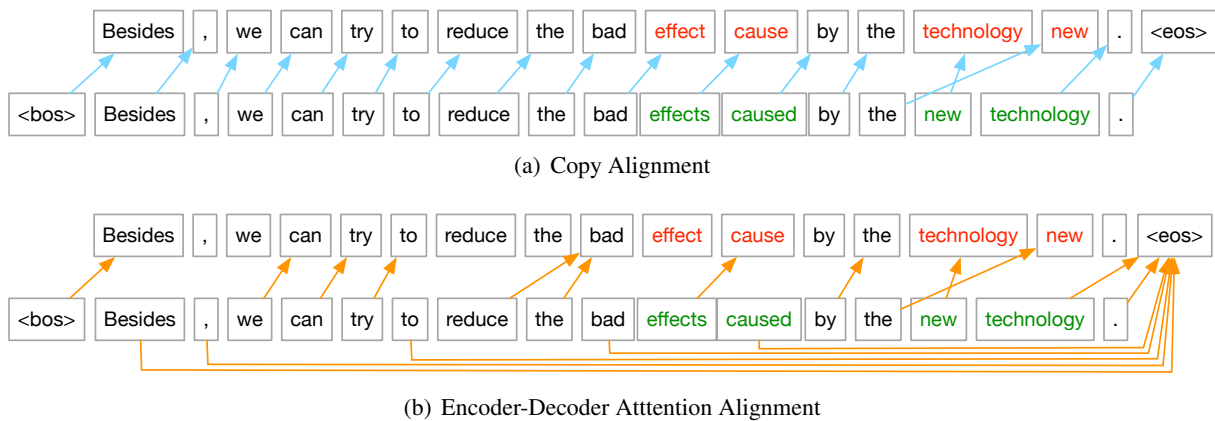 Besides , we can try to reduce the bad effect cause by the technology new . <eos>
<bos> Besides , we can try to reduce the bad effects caused by the new technology .
(a) Copy Alignment
Besides , we can try to reduce the bad effect cause by the technology new . <eos>
<bos> Besides , we can try to reduce the bad effects caused by the new technology .
(b) Encoder-Decoder Atttention Alignment